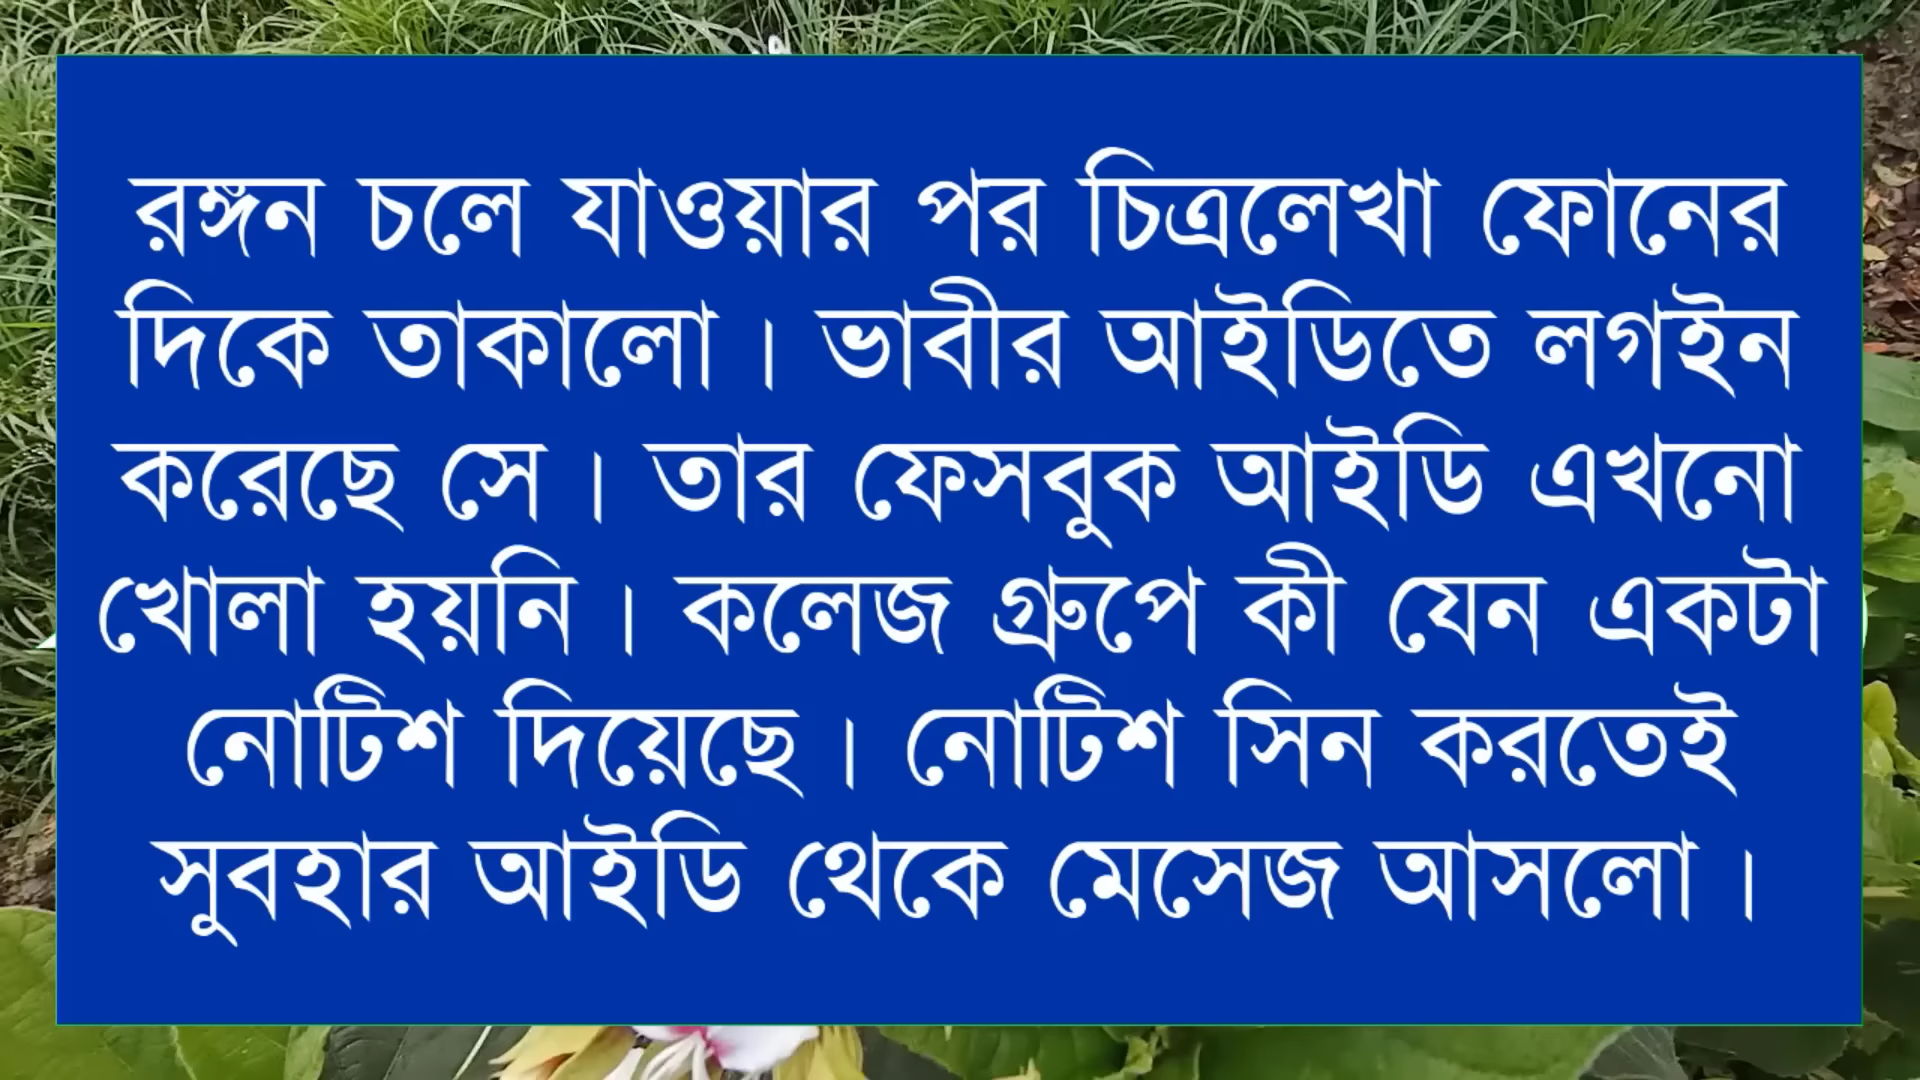 রঙ্গন চলে যাওয়ার পর চিত্রলেখা ফোনের
দিকে তাকালো। ভাবীর আইডিতে লগইন
করেছে সে। তার ফেসবুক আইডি এখনো
খোলা হয়নি। কলেজ গ্রুপে কী যেন একটা
নোটিশ দিয়েছে। নোটিশ সিন করতেই
সুবহার আইডি থেকে মেসেজ আসলো।